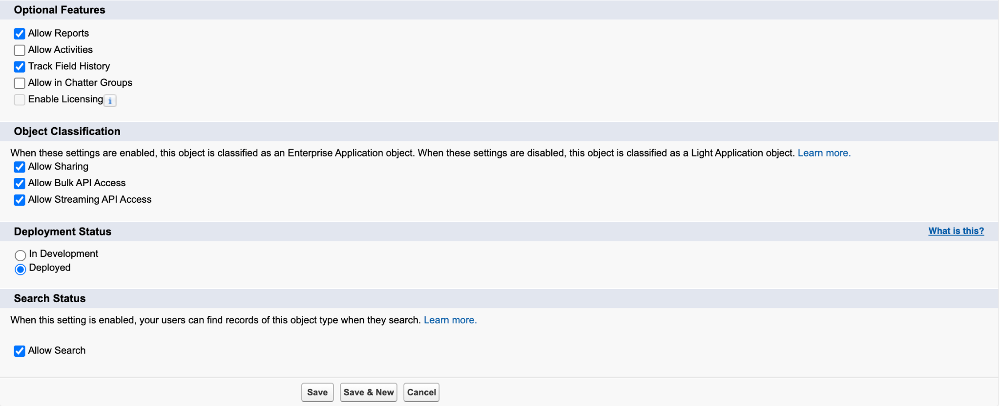 Optional Features
Allow Reports
Allow Activities
Track Field History
Allow in Chatter Groups
Enable Licensing i
Object Classification
When these settings are enabled, this object is classified as an Enterprise Application object. When these settings are disabled, this object is classified as a Light Application object. Learn more.
Allow Sharing
Allow Bulk API Access
Allow Streaming API Access
Deployment Status What is this?
In Development
Deployed
Search Status
When this setting is enabled, your users can find records of this object type when they search. Learn more.
Allow Search
Save Save & New Cancel